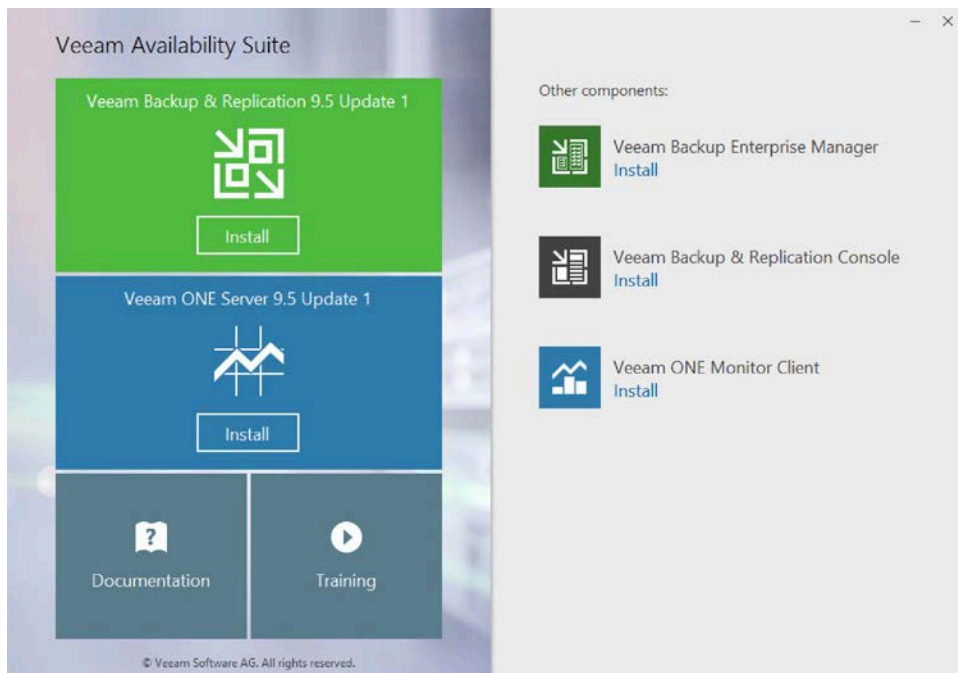 Veeam Availability Suite
Veeam Backup & Replication 9.5 Update 1
Install
Veeam ONE Server 9.5 Update 1
Install
?
Documentation
Training
© Veeam Software AG. All rights reserved.
Other components:
Veeam Backup Enterprise Manager
Install
Veeam Backup & Replication Console
Install
Veeam ONE Monitor Client
Install